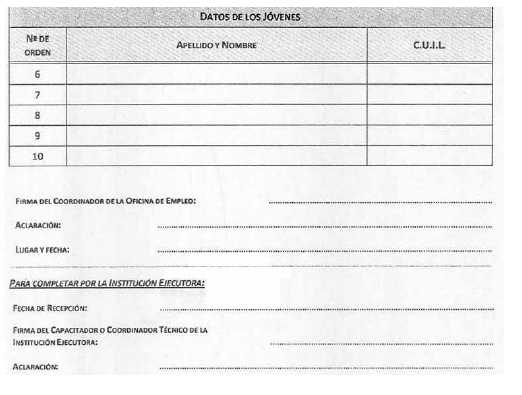 DATOS DE LOS JÓVENES
Nº DE
ORDEN
APELLIDO Y NOMBRE
C.U.I.L.
6
7
8
9
10
FIRMA DEL COORDINADOR DE LA OFICINA DE EMPLEO:
ACLARACIÓN:
LUGAR Y FECHA:
PARA COMPLETAR POR LA INSTITUCIÓN EJECUTORA:
FECHA DE RECEPCIÓN:
FIRMA DEL CAPACITADOR O COORDINADOR TÉCNICO DE LA
INSTITUCIÓN EJECUTORA:
ACLARACIÓN: